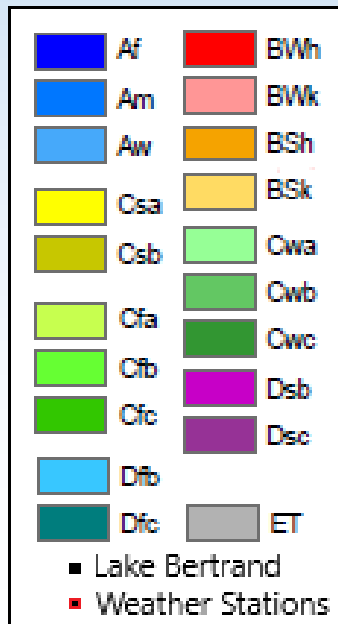 Af BWh
Am BWk
Aw BSh
Csa BSk
Csb Cwa
Cfa Cwb
Cfb Cwc
Cfc Dsb
Dfb Dsc
Dfc ET
Lake Bertrand
Weather Stations